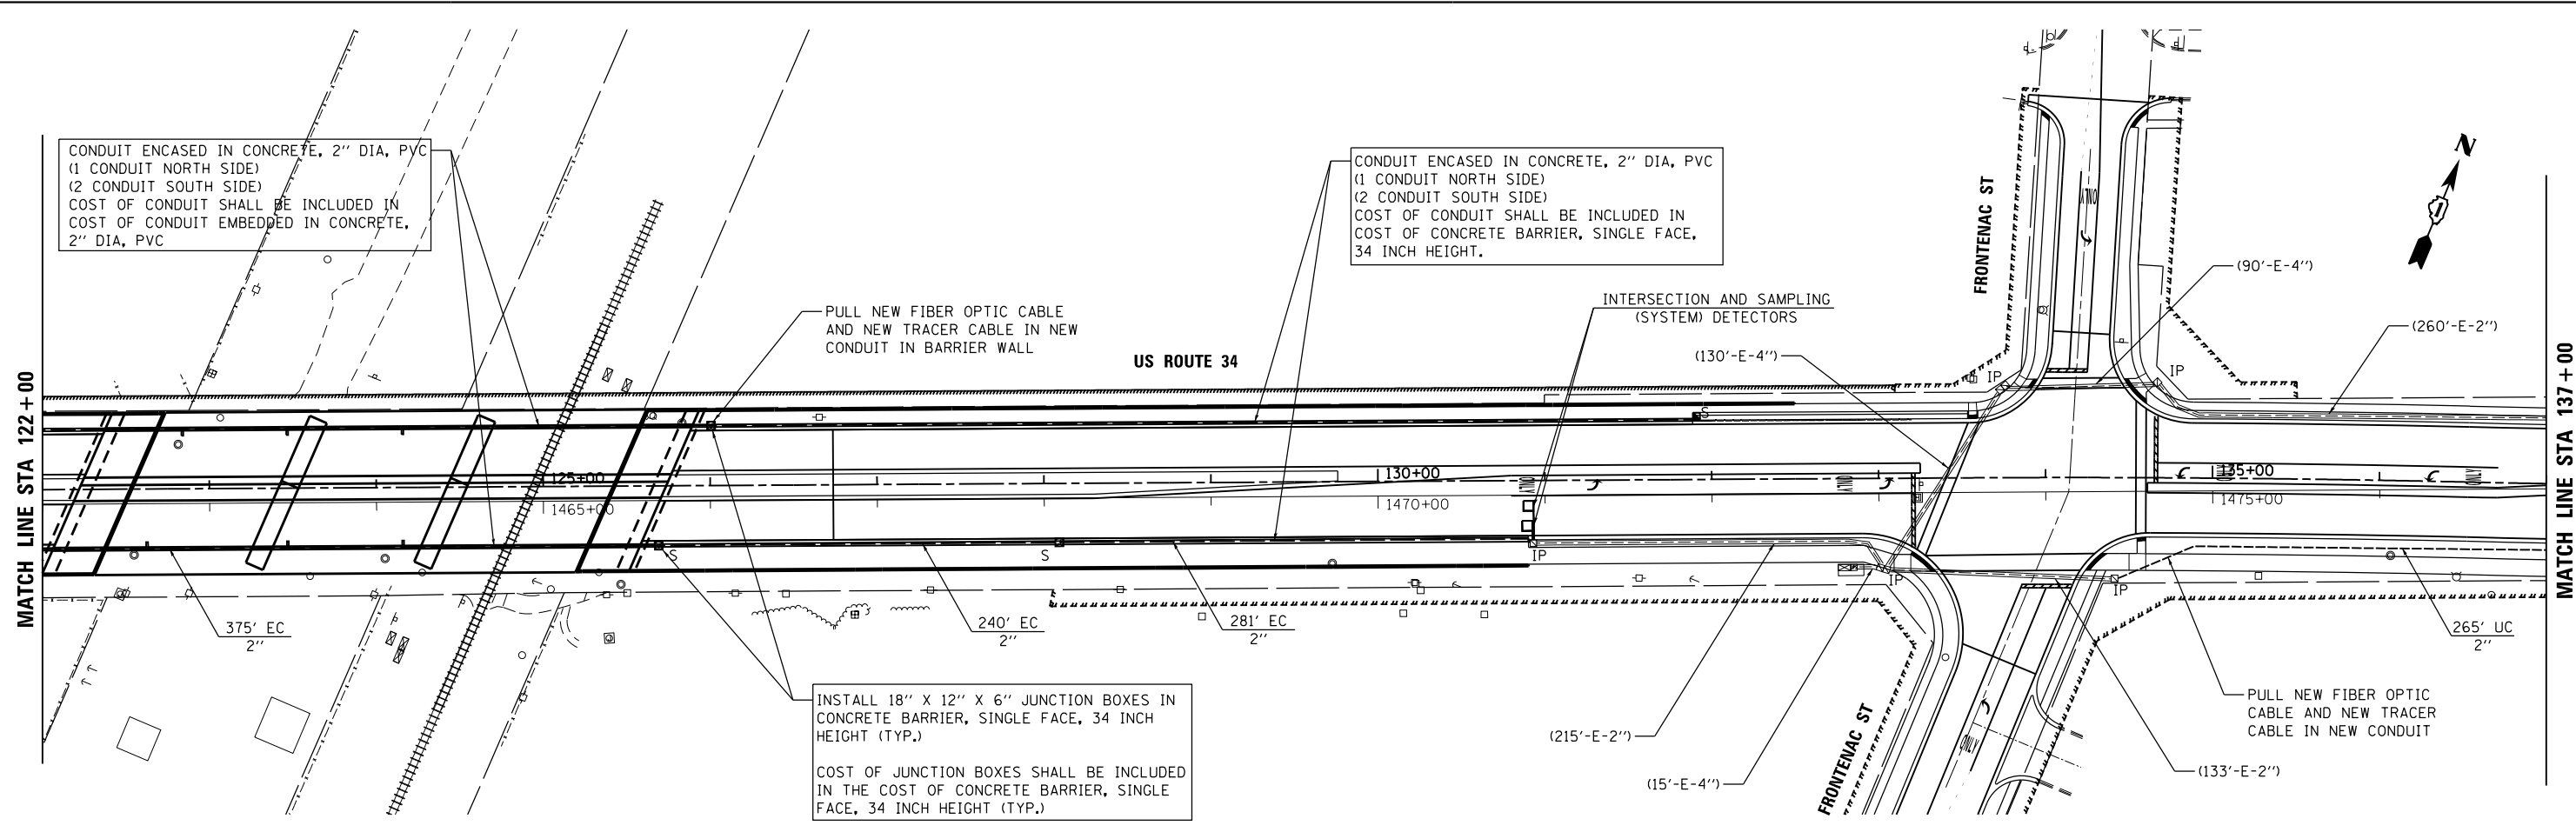 CONDUIT ENCASED IN CONCRETE, 2'' DIA, PVC
(1 CONDUIT NORTH SIDE)
(2 CONDUIT SOUTH SIDE)
COST OF CONDUIT SHALL BE INCLUDED IN
COST OF CONDUIT EMBEDDED IN CONCRETE,
2'' DIA, PVC
CONDUIT ENCASED IN CONCRETE, 2'' DIA, PVC
(1 CONDUIT NORTH SIDE)
(2 CONDUIT SOUTH SIDE)
COST OF CONDUIT SHALL BE INCLUDED IN
COST OF CONCRETE BARRIER, SINGLE FACE,
34 INCH HEIGHT.
N
FRONTENAC ST
ONLY
(90'-E-4'')
PULL NEW FIBER OPTIC CABLE
AND NEW TRACER CABLE IN NEW
CONDUIT IN BARRIER WALL
US ROUTE 34
INTERSECTION AND SAMPLING
(SYSTEM) DETECTORS
(130'-E-4'')
(260'-E-2'')
MATCH LINE STA 122+00
MATCH LINE STA 137+00
IP
IP
S
125+00
1465+00
130+00
1470+00
ONLY
ONLY
135+00
1475+00
ONLY
ONLY
S
S
IP
IP
IP
375' EC
2''
240' EC
2''
281' EC
2''
265' UC
2''
INSTALL 18'' X 12'' X 6'' JUNCTION BOXES IN
CONCRETE BARRIER, SINGLE FACE, 34 INCH
HEIGHT (TYP.)
COST OF JUNCTION BOXES SHALL BE INCLUDED
IN THE COST OF CONCRETE BARRIER, SINGLE
FACE, 34 INCH HEIGHT (TYP.)
(215'-E-2'')
(15'-E-4'')
FRONTENAC ST
ONLY
(133'-E-2'')
PULL NEW FIBER OPTIC
CABLE AND NEW TRACER
CABLE IN NEW CONDUIT